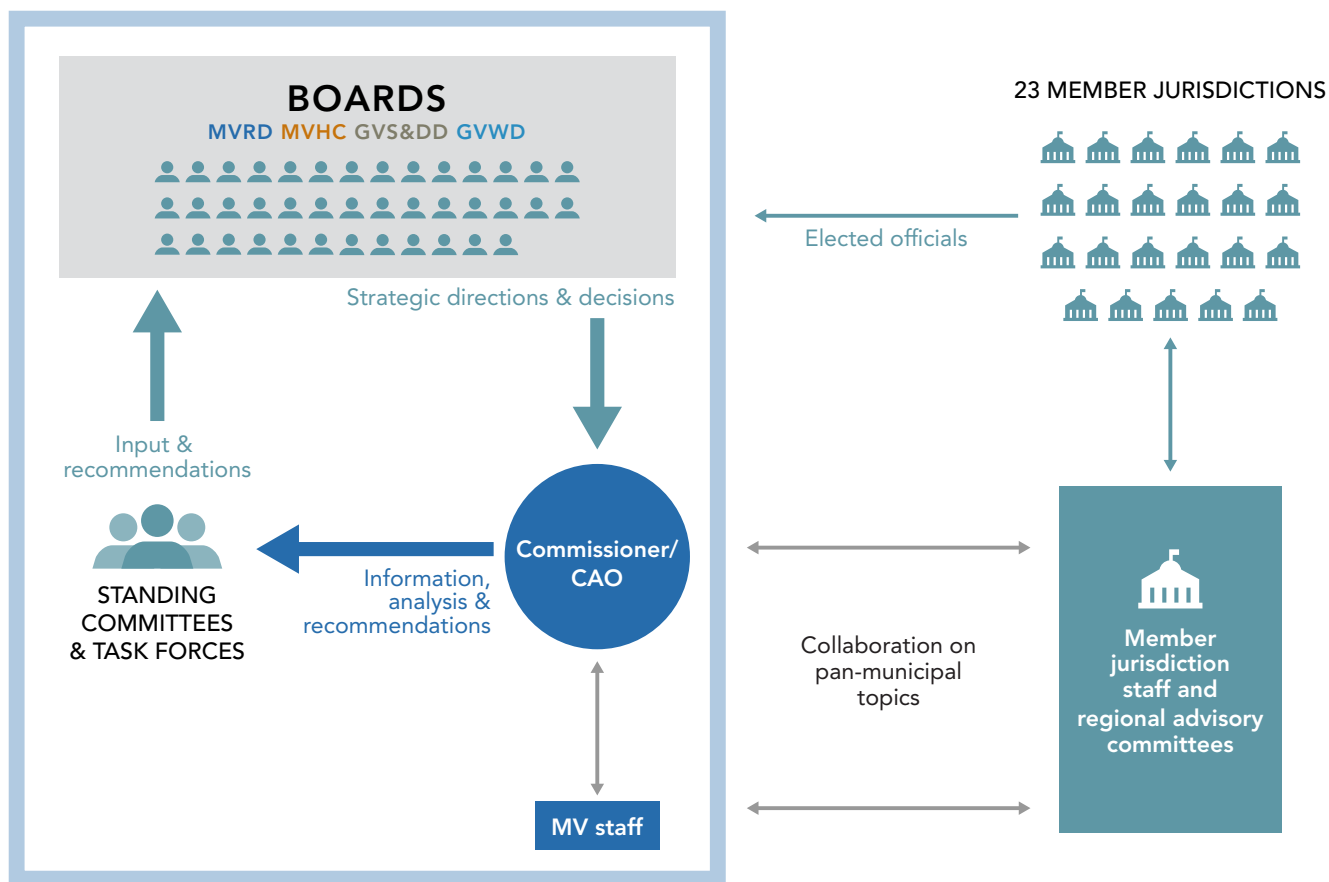 BOARDS
MVRD MVHC GVS&DD GVWD
Strategic directions & decisions
Input &
recommendations
Commissioner/
CAO
Information,
analysis &
recommendations
STANDING
COMMITTEES
& TASK FORCES
MV staff
23 MEMBER JURISDICTIONS
Elected officials
Collaboration on
pan-municipal
topics
Member
jurisdiction
staff and
regional advisory
committees